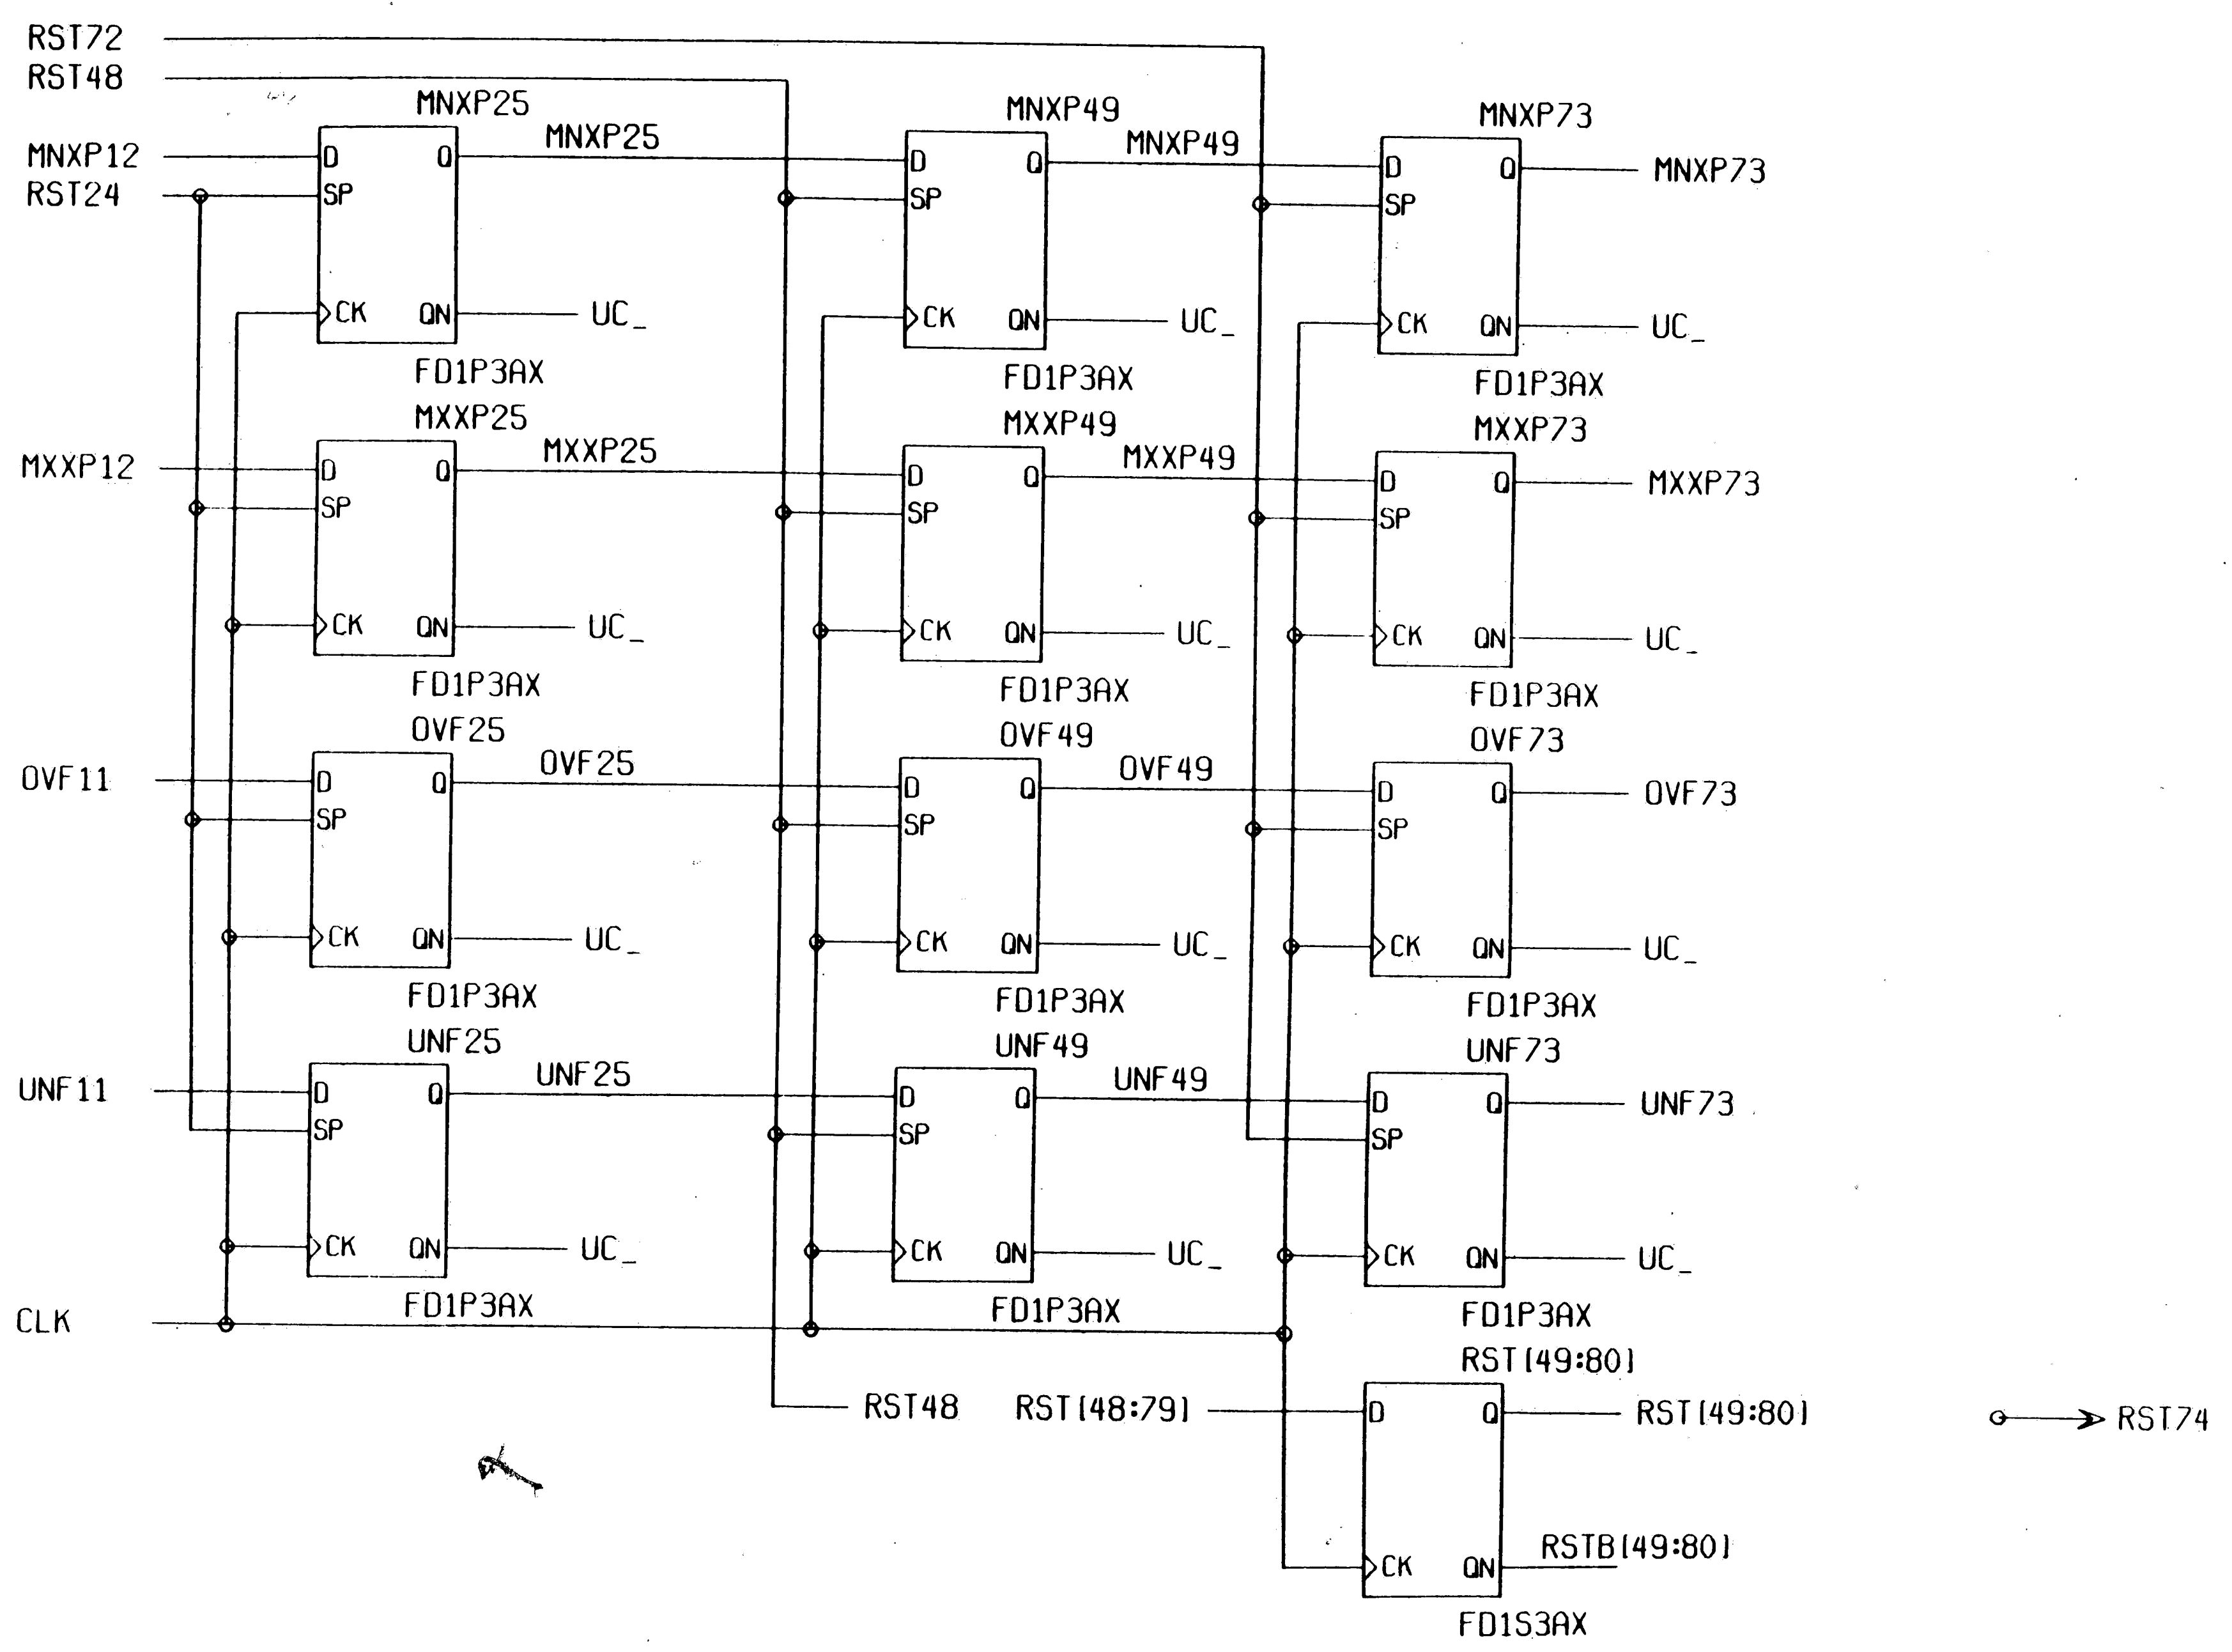 RST72
RST48
MNXP25 MNXP49 MNXP73
MNXP12 D Q MNXP25 D Q MNXP49 D Q MNXP73
RST24 SP SP SP
CK QN UC_ CK QN UC_ CK QN UC_
FD1P3AX FD1P3AX FD1P3AX
MXXP25 MXXP49 MXXP73
MXXP12 D Q MXXP25 D Q MXXP49 D Q MXXP73
SP SP SP
CK QN UC_ CK QN UC_ CK QN UC_
FD1P3AX FD1P3AX FD1P3AX
OVF25 OVF49 OVF73
OVF11 D Q OVF25 D Q OVF49 D Q OVF73
SP SP SP
CK QN UC_ CK QN UC_ CK QN UC_
FD1P3AX FD1P3AX FD1P3AX
UNF25 UNF49 UNF73
UNF11 D Q UNF25 D Q UNF49 D Q UNF73
SP SP SP
CK QN UC_ CK QN UC_ CK QN UC_
CLK FD1P3AX FD1P3AX FD1P3AX
RST[49:80]
RST48 RST[48:79] D Q RST[49:80] RST74
CK QN RSTB[49:80]
FD1S3AX